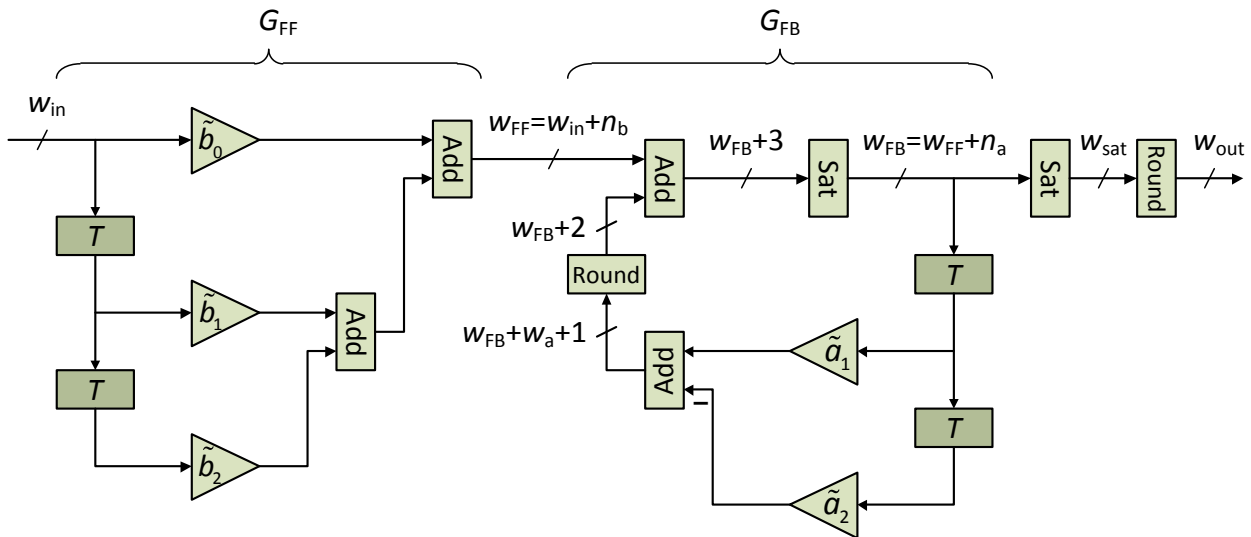 G_FF
G_FB
w_in
b̃_0
Add
w_FF=w_in+n_b
Add
w_FB+3
Sat
w_FB=w_FF+n_a
Sat
w_sat
Round
w_out
T
w_FB+2
Round
T
b̃_1
Add
w_FB+w_a+1
Add
–
ã_1
T
T
b̃_2
ã_2